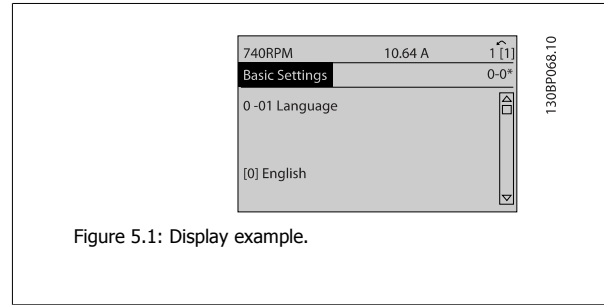 740RPM 10.64 A 1 [1]
Basic Settings 0-0*
0 -01 Language
[0] English
130BP068.10
Figure 5.1: Display example.